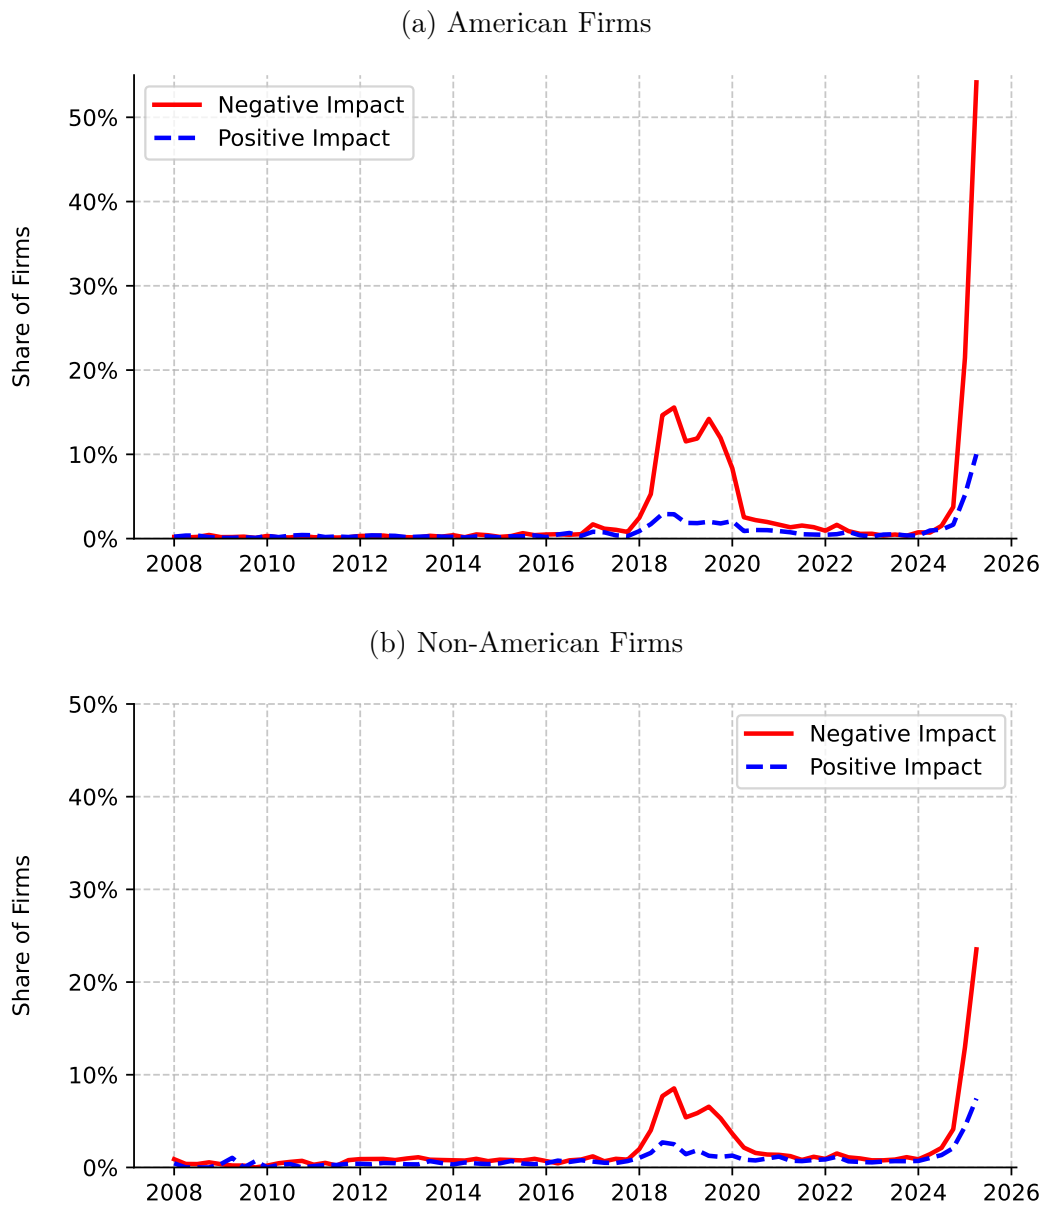 (a) American Firms
Negative Impact
Positive Impact
Share of Firms
50%
40%
30%
20%
10%
0%
2008 2010 2012 2014 2016 2018 2020 2022 2024 2026
(b) Non-American Firms
Negative Impact
Positive Impact
Share of Firms
50%
40%
30%
20%
10%
0%
2008 2010 2012 2014 2016 2018 2020 2022 2024 2026